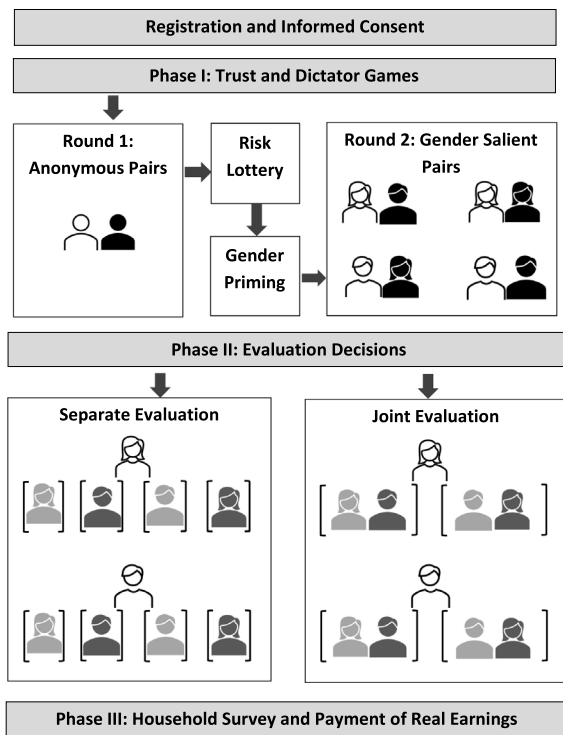 Registration and Informed Consent
Phase I: Trust and Dictator Games
Round 1:
Anonymous Pairs
Risk
Lottery
Gender
Priming
Round 2: Gender Salient
Pairs
Phase II: Evaluation Decisions
Separate Evaluation
Joint Evaluation
Phase III: Household Survey and Payment of Real Earnings